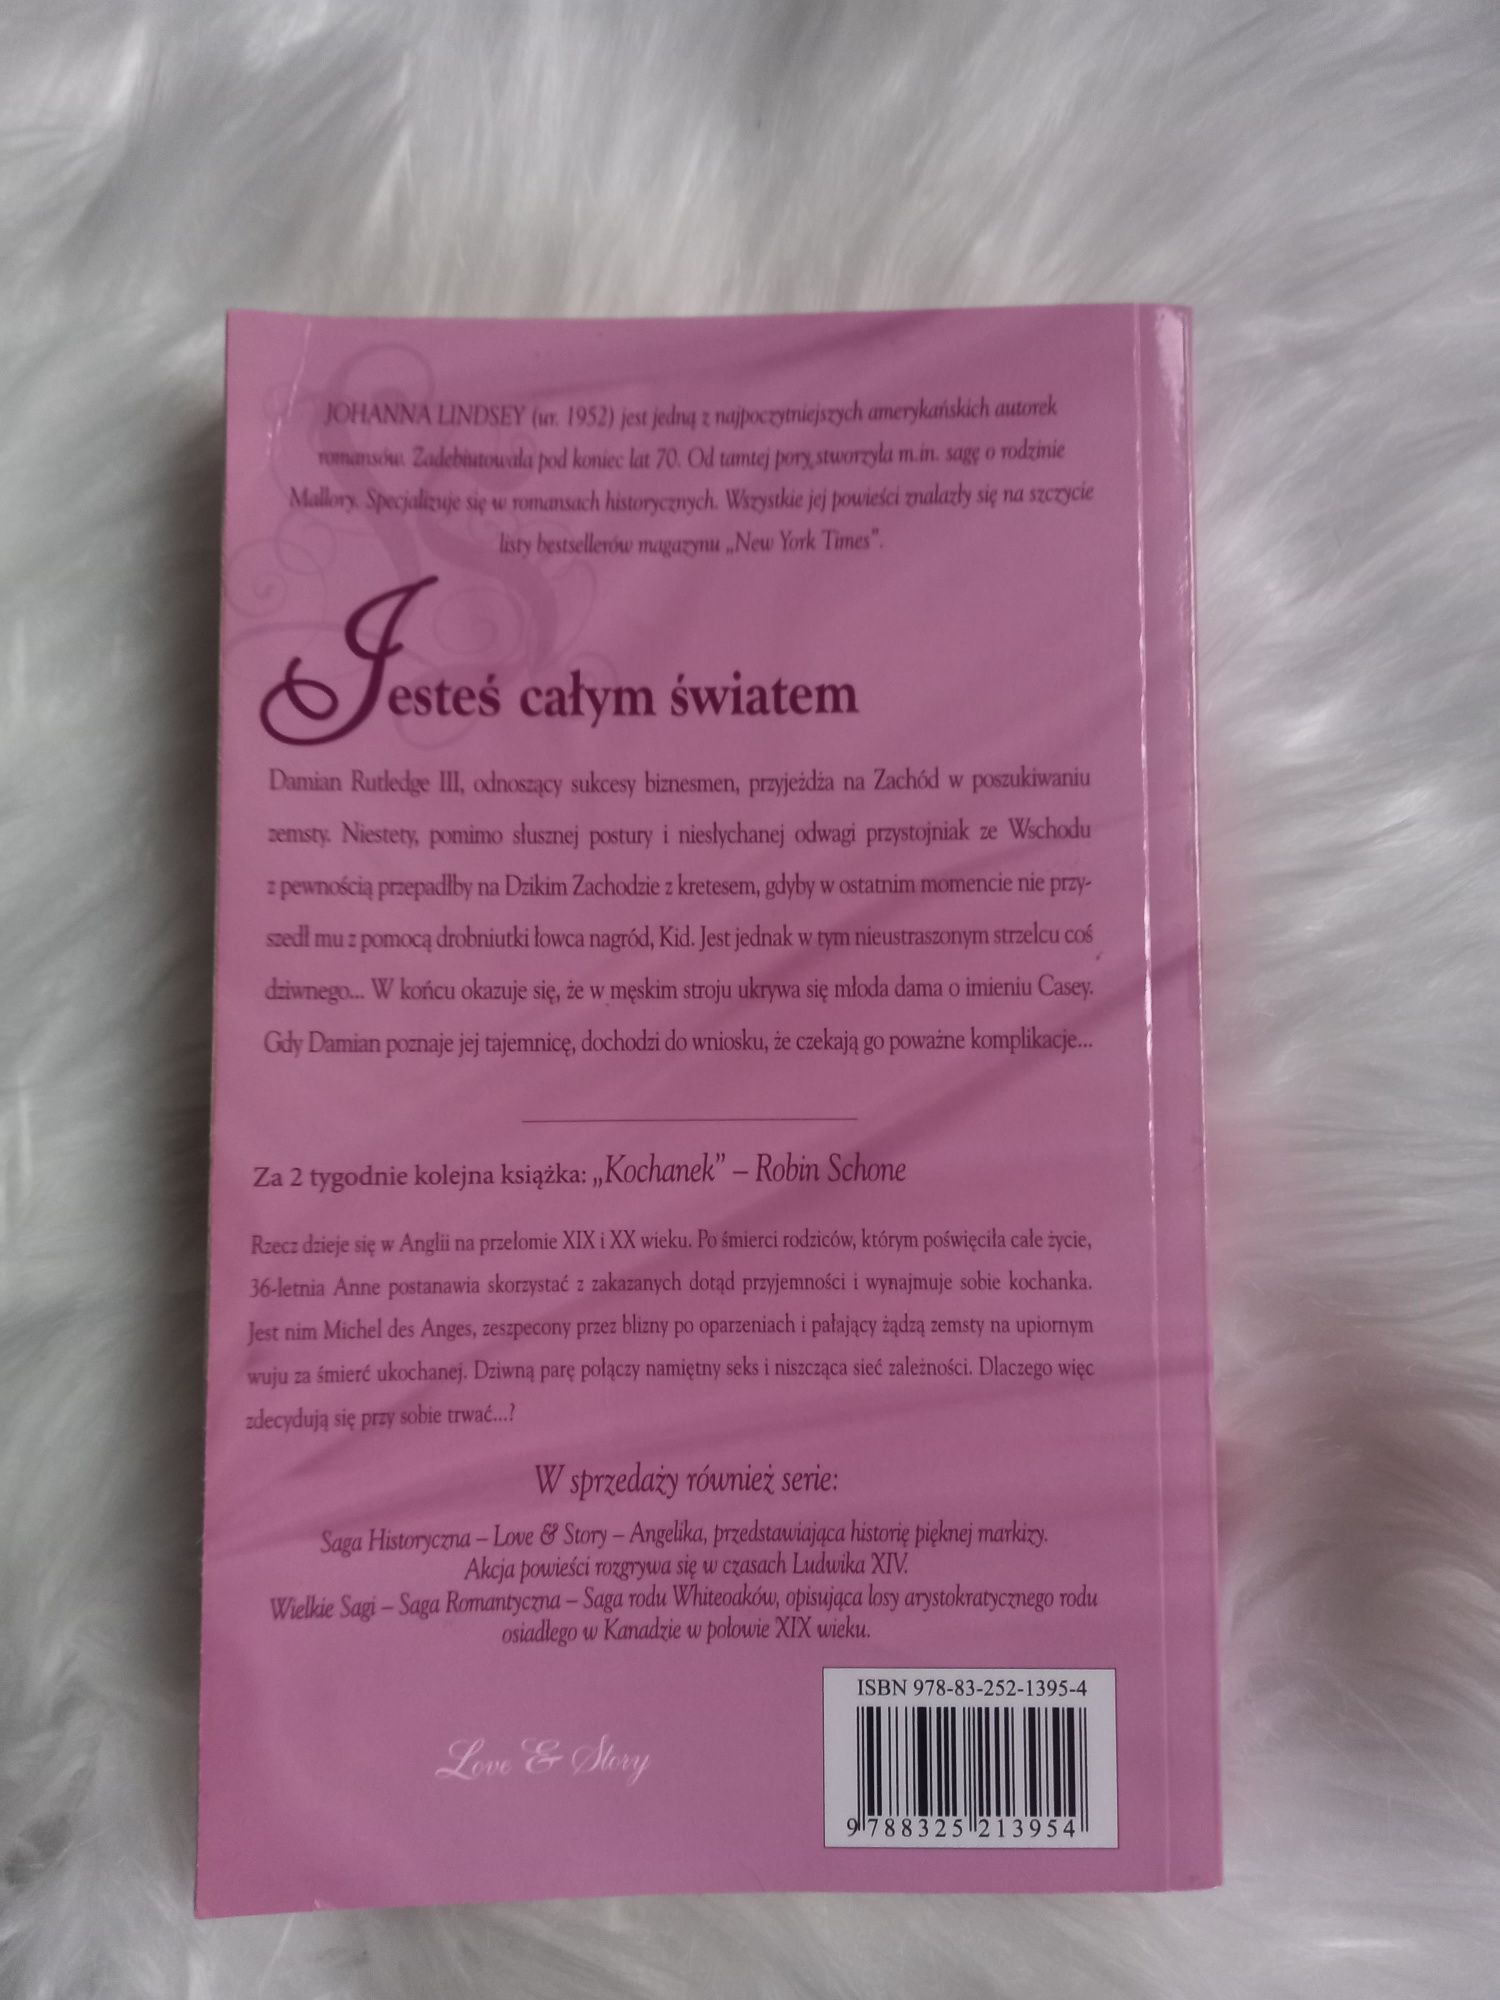 JOHANNA LINDSEY (ur. 1952) jest jedną z najpoczytniejszych amerykańskich autorek
romansów. Zadebiutowała pod koniec lat 70. Od tamtej pory stworzyła m.in. sagę o rodzinie
Mallory. Specjalizuje się w romansach historycznych. Wszystkie jej powieści znalazły się na szczycie
listy bestsellerów magazynu „New York Times”.
Jesteś całym światem
Damian Rutledge III, odnoszący sukcesy biznesmen, przyjeżdża na Zachód w poszukiwaniu
zemsty. Niestety, pomimo słusznej postury i niesłychanej odwagi przystojniak ze Wschodu
z pewnością przepadłby na Dzikim Zachodzie z kretesem, gdyby w ostatnim momencie nie przy-
szedł mu z pomocą drobniutki łowca nagród, Kid. Jest jednak w tym nieustraszonym strzelcu coś
dziwnego... W końcu okazuje się, że w męskim stroju ukrywa się młoda dama o imieniu Casey.
Gdy Damian poznaje jej tajemnicę, dochodzi do wniosku, że czekają go poważne komplikacje...
Za 2 tygodnie kolejna książka: „Kochanek” – Robin Schone
Rzecz dzieje się w Anglii na przełomie XIX i XX wieku. Po śmierci rodziców, którym poświęciła całe życie,
36-letnia Anne postanawia skorzystać z zakazanych dotąd przyjemności i wynajmuje sobie kochanka.
Jest nim Michel des Anges, zeszpecony przez blizny po oparzeniach i pałający żądzą zemsty na upiornym
wuju za śmierć ukochanej. Dziwną parę połączy namiętny seks i niszcząca sieć zależności. Dlaczego więc
zdecydują się przy sobie trwać...?
W sprzedaży również serie:
Saga Historyczna – Love & Story – Angelika, przedstawiająca historię pięknej markizy.
Akcja powieści rozgrywa się w czasach Ludwika XIV.
Wielkie Sagi – Saga Romantyczna – Saga rodu Whiteoaków, opisująca losy arystokratycznego rodu
osiadłego w Kanadzie w połowie XIX wieku.
ISBN 978-83-252-1395-4
Love & Story
9 788325 213954